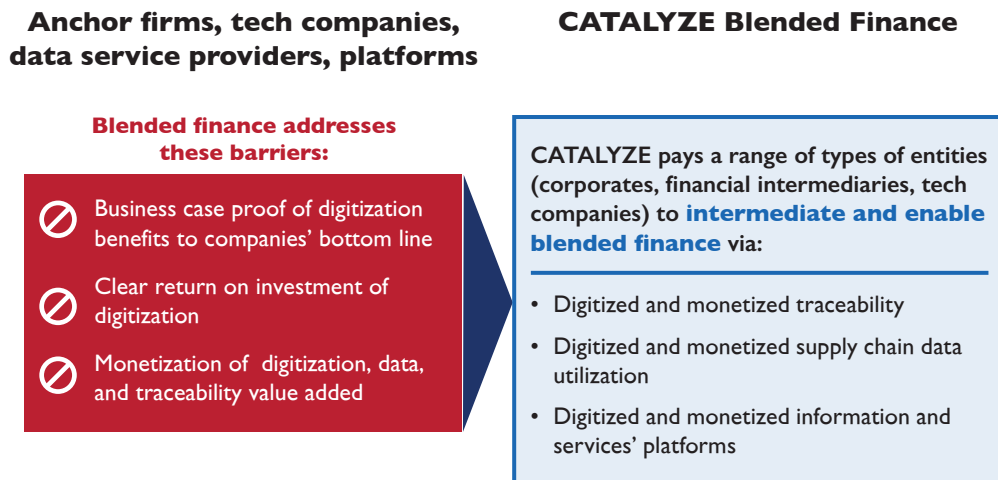 Anchor firms, tech companies,
data service providers, platforms
Blended finance addresses
these barriers:
Business case proof of digitization
benefits to companies’ bottom line
Clear return on investment of
digitization
Monetization of digitization, data,
and traceability value added
CATALYZE Blended Finance
CATALYZE pays a range of types of entities
(corporates, financial intermediaries, tech
companies) to intermediate and enable
blended finance via:
• Digitized and monetized traceability
• Digitized and monetized supply chain data
utilization
• Digitized and monetized information and
services’ platforms